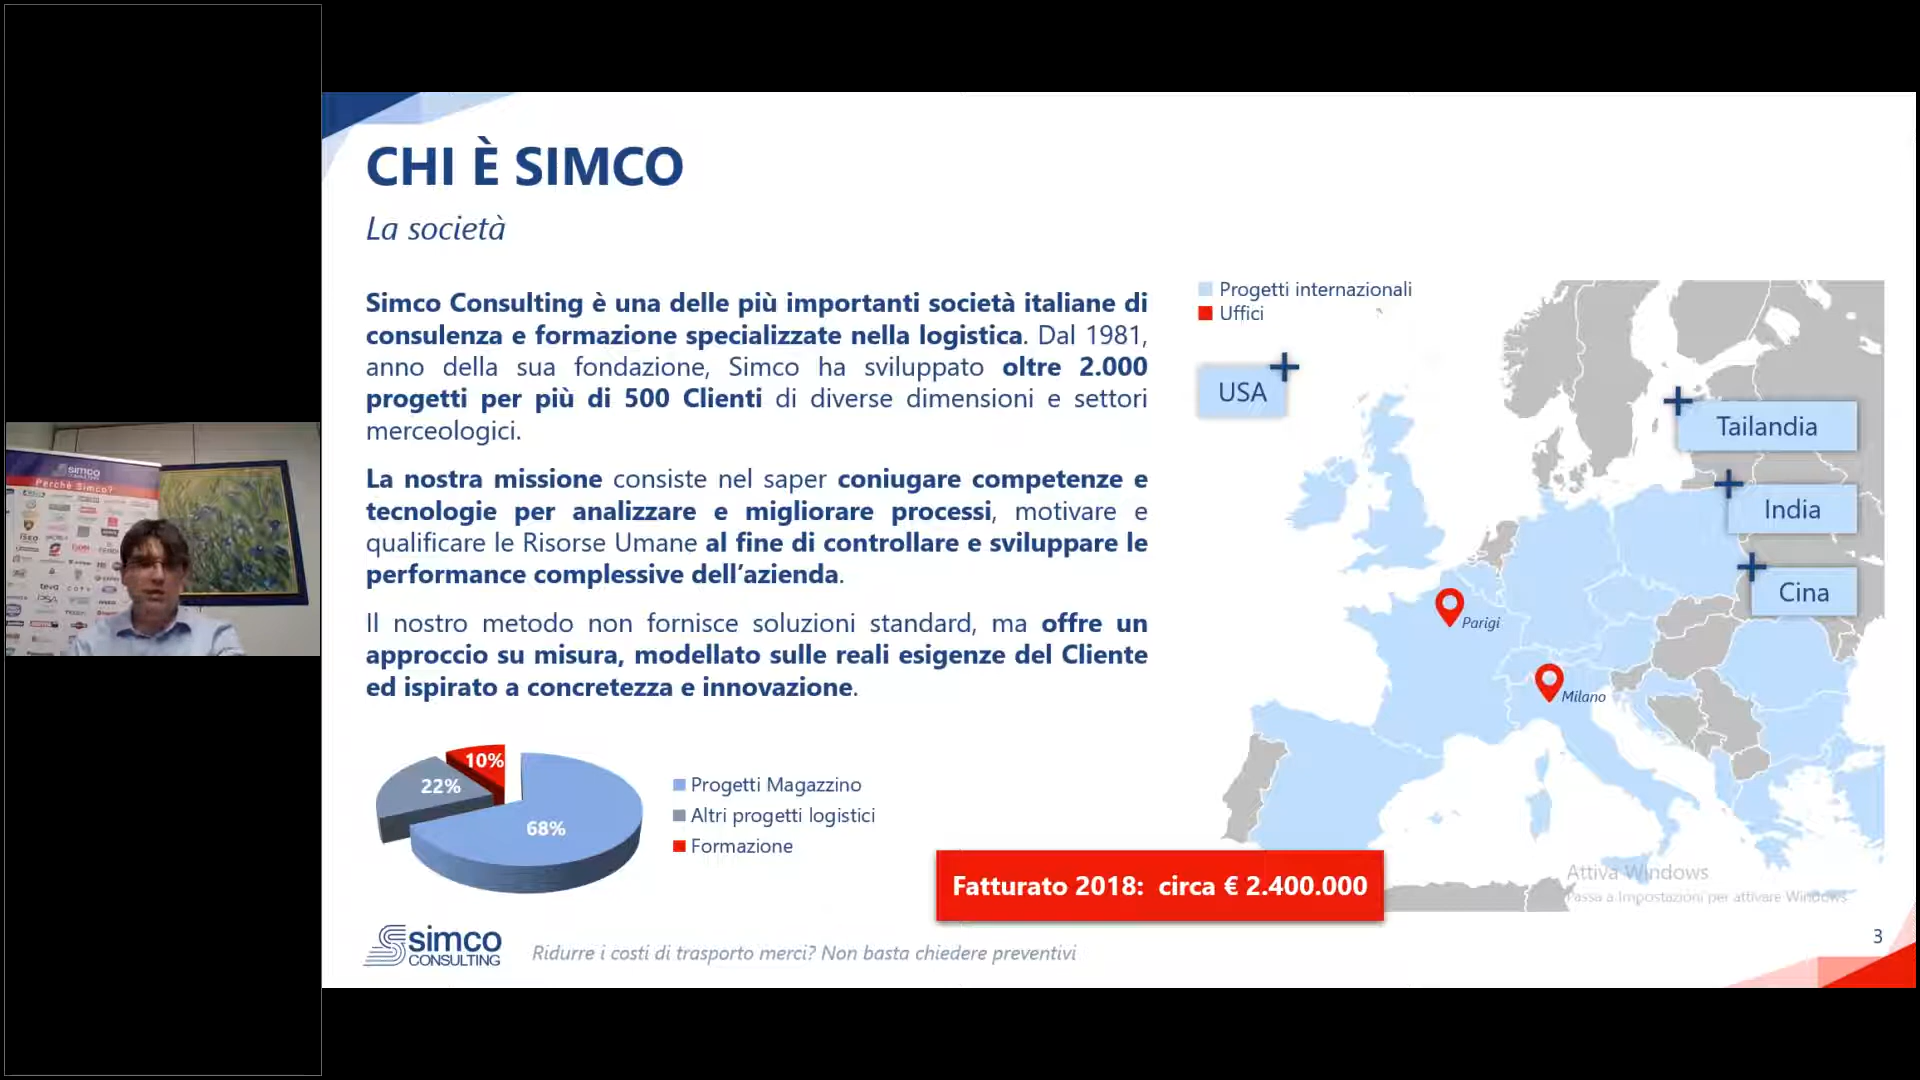 CHI È SIMCO
La società
Simco Consulting è una delle più importanti società italiane di
consulenza e formazione specializzate nella logistica. Dal 1981,
anno della sua fondazione, Simco ha sviluppato oltre 2.000
progetti per più di 500 Clienti di diverse dimensioni e settori
merceologici.
La nostra missione consiste nel saper coniugare competenze e
tecnologie per analizzare e migliorare processi, motivare e
qualificare le Risorse Umane al fine di controllare e sviluppare le
performance complessive dell'azienda.
Il nostro metodo non fornisce soluzioni standard, ma offre un
approccio su misura, modellato sulle reali esigenze del Cliente
ed ispirato a concretezza e innovazione.
10%
22%
68%
Progetti Magazzino
Altri progetti logistici
Formazione
Progetti internazionali
Uffici
USA
Tailandia
India
Cina
Parigi
Milano
Fatturato 2018: circa € 2.400.000
Attiva Windows
Passa a Impostazioni per attivare Windows.
3
simco
CONSULTING
Ridurre i costi di trasporto merci? Non basta chiedere preventivi
simco
Perchè Simco?
teva